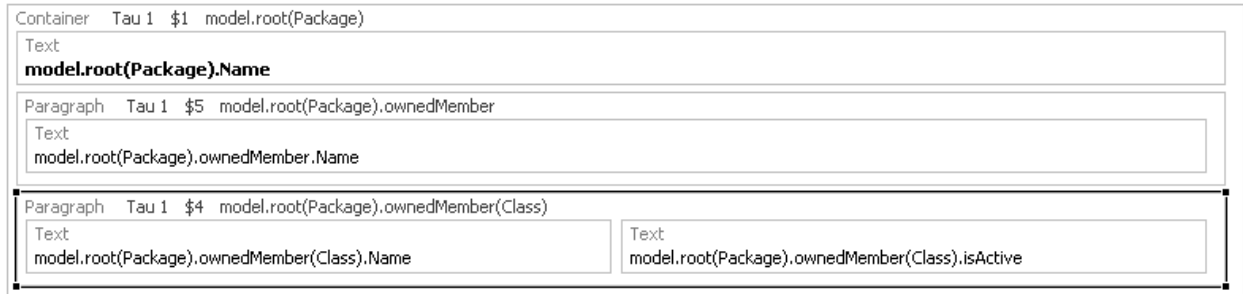 Container Tau 1 $1 model.root(Package)
Text
model.root(Package).Name
Paragraph Tau 1 $5 model.root(Package).ownedMember
Text
model.root(Package).ownedMember.Name
Paragraph Tau 1 $4 model.root(Package).ownedMember(Class)
Text Text
model.root(Package).ownedMember(Class).Name model.root(Package).ownedMember(Class).isActive